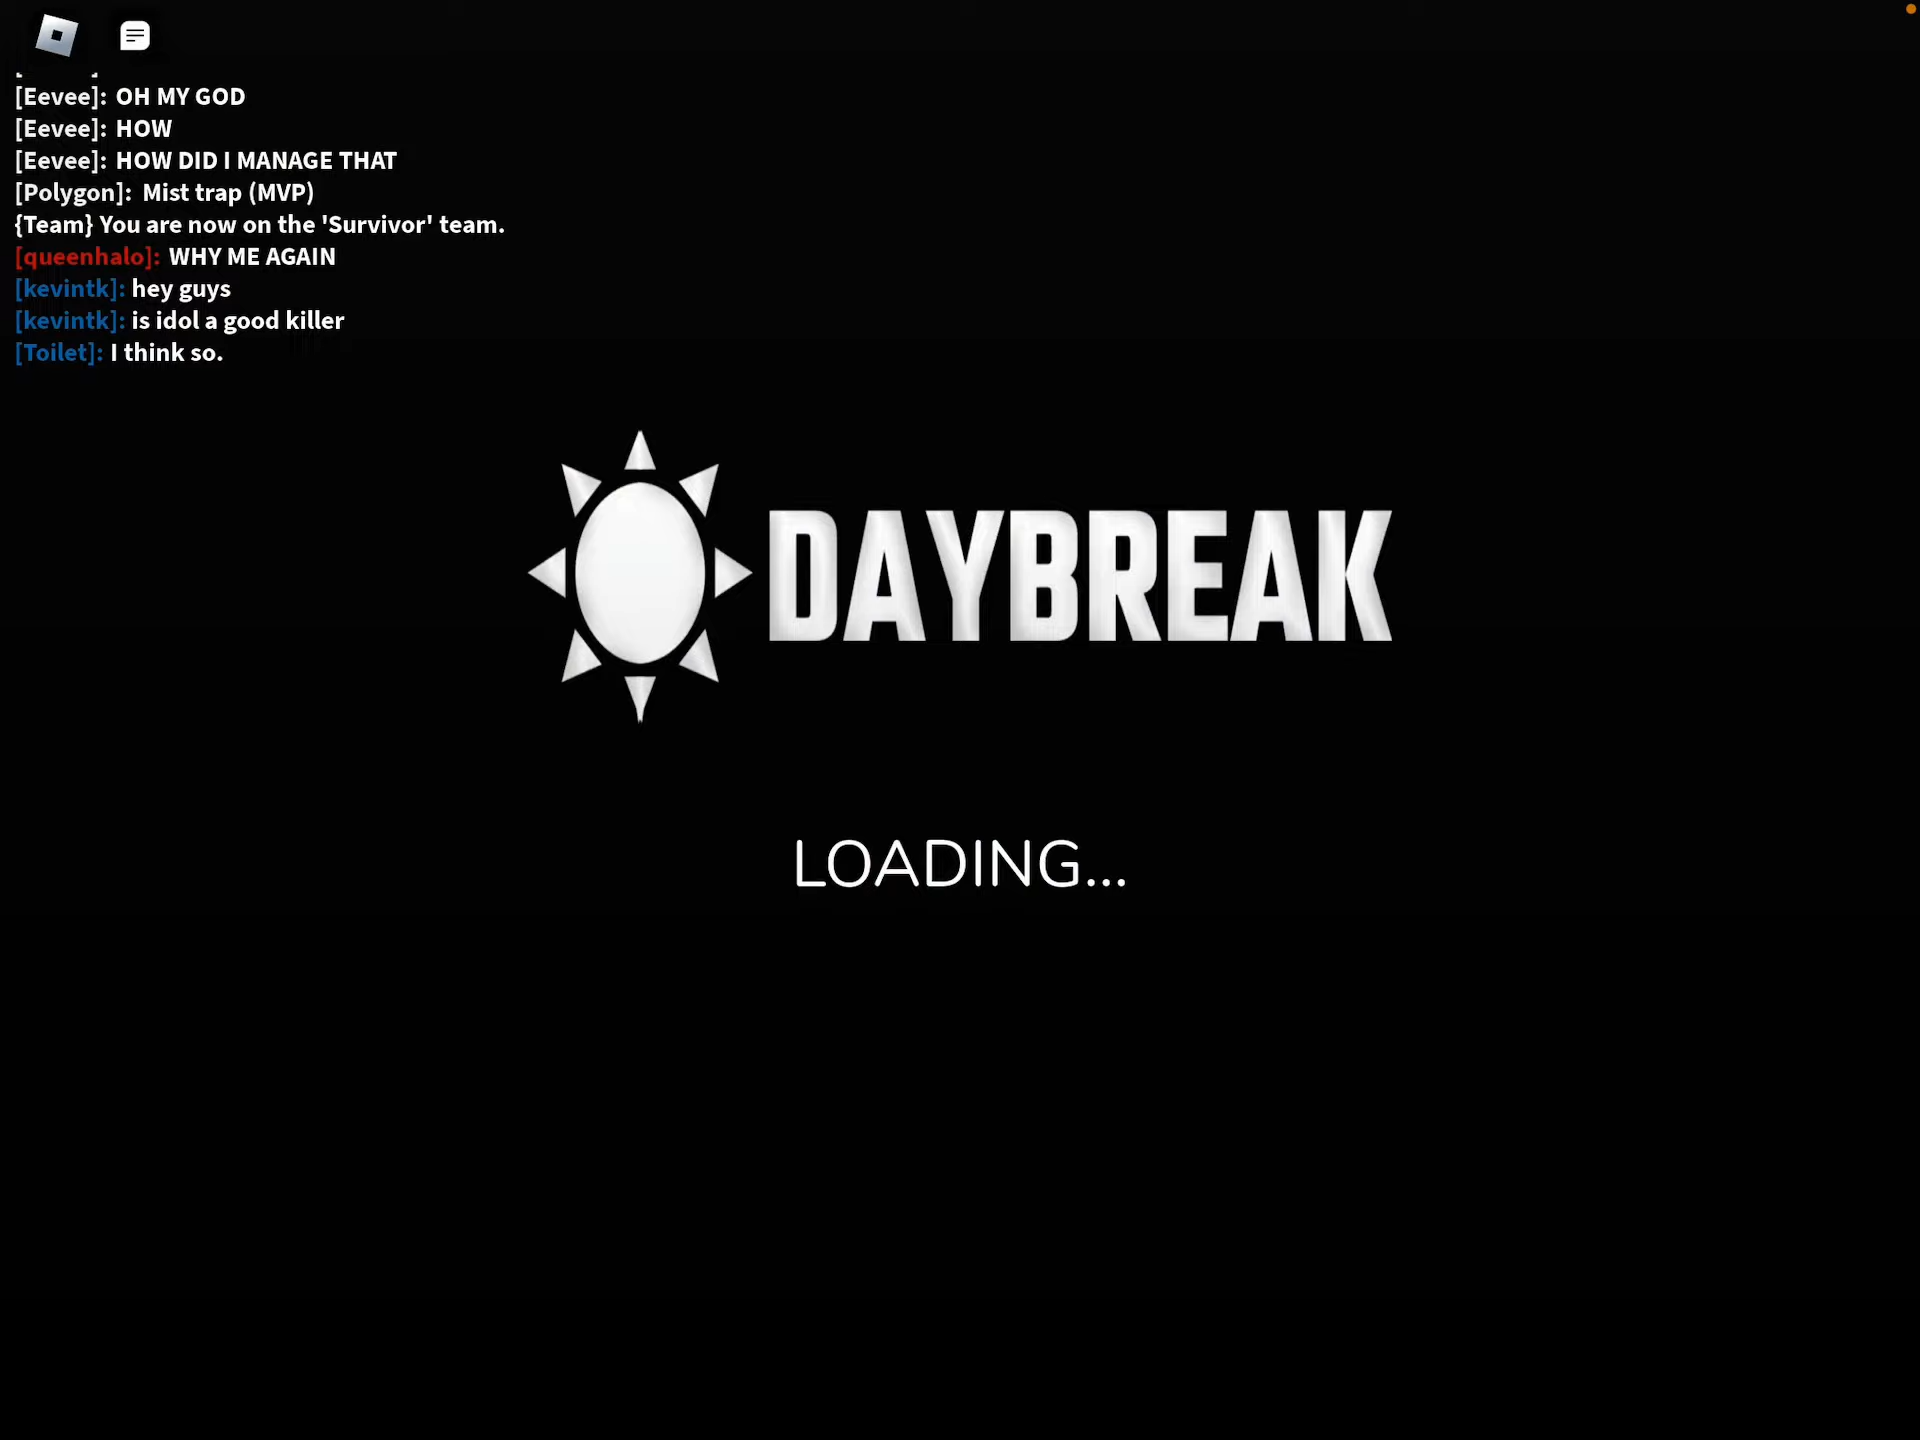 [Eevee]: OH MY GOD
[Eevee]: HOW
[Eevee]: HOW DID I MANAGE THAT
[Polygon]: Mist trap (MVP)
{Team} You are now on the 'Survivor' team.
[queenhalo]: WHY ME AGAIN
[kevintk]: hey guys
[kevintk]: is idol a good killer
[Toilet]: I think so.
DAYBREAK
LOADING...